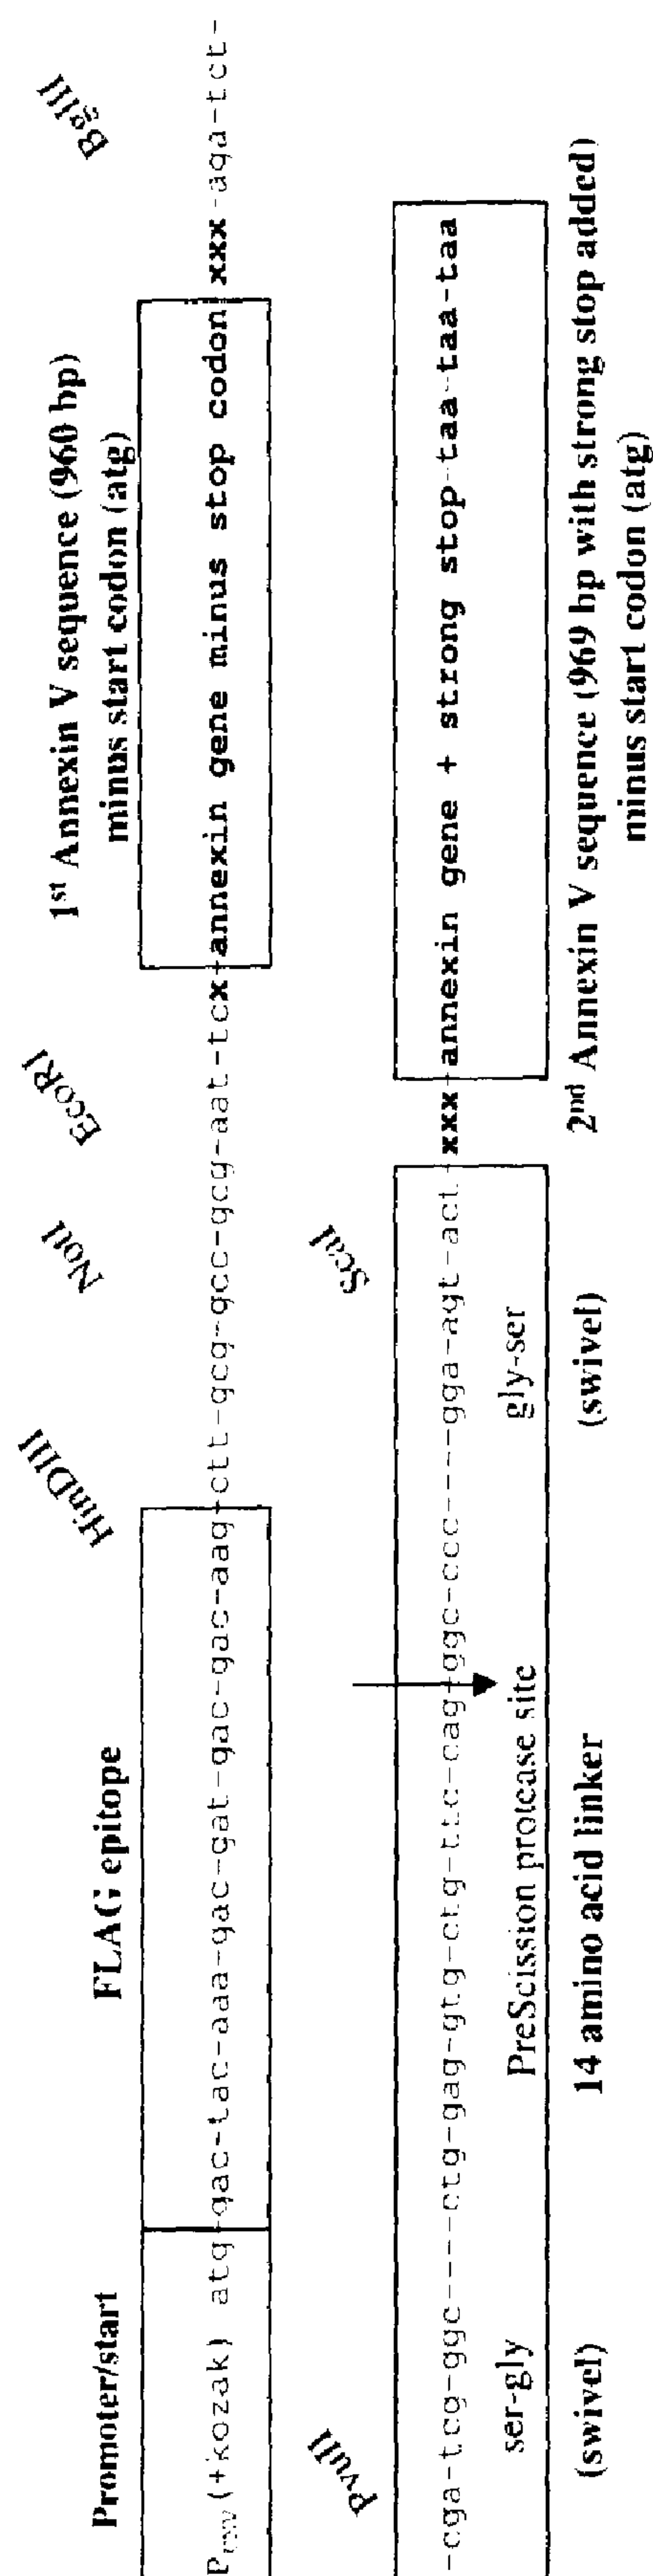 Promoter/start FLAG epitope HinDIII NotI EcoRI 1st Annexin V sequence (960 bp) BglII
minus start codon (atg)
PCMV(+kozak) atg-gac-tac-aaa-gac-gat-gac-gac-aag-ctt-gcg-gcc-gcg-aat-tcx-annexin gene minus stop codon xxx-aga-tct-
PvuII ScaI
-cga-tcg-ggc----ctg-gag-gtg-ctg-ttc-cag-ggc-ccc----gga-agt-act-xxx-annexin gene + strong stop-taa-taa-taa
ser-gly PreScission protease site gly-ser
(swivel) 14 amino acid linker (swivel) 2nd Annexin V sequence (969 bp with strong stop added)
minus start codon (atg)